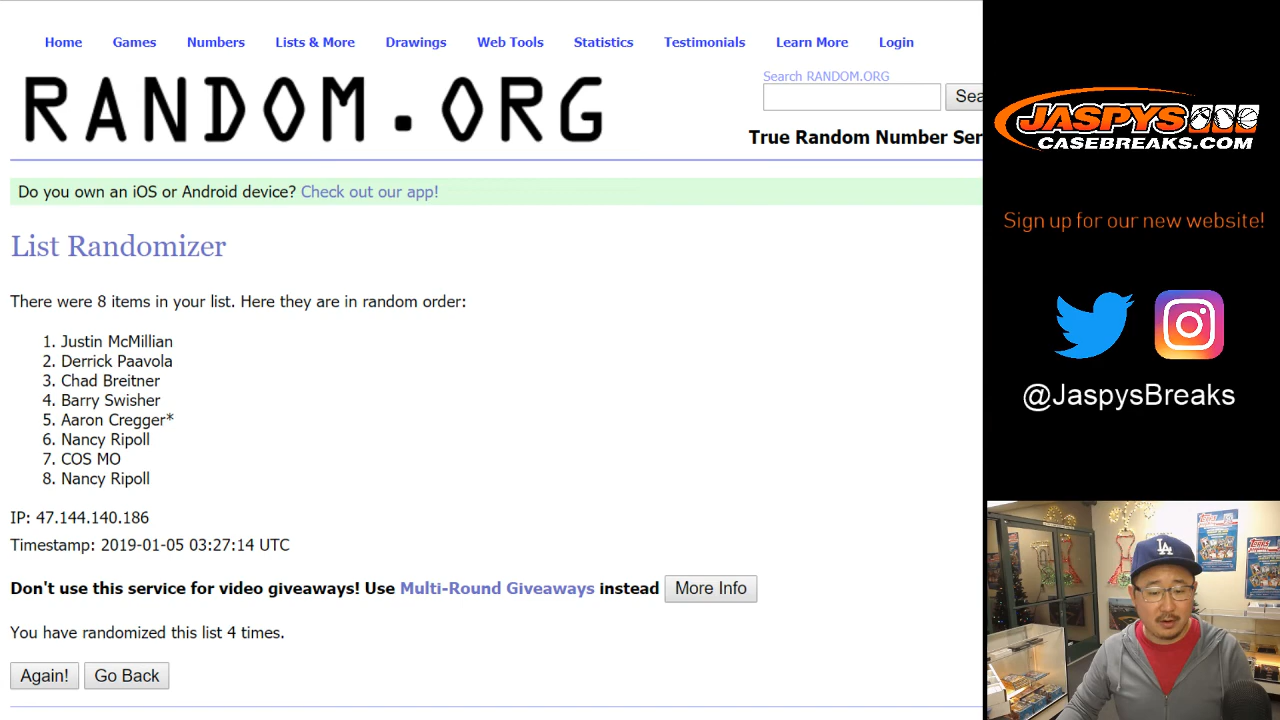 Home Games Numbers Lists & More Drawings Web Tools Statistics Testimonials Learn More Login
RANDOM.ORG
Search RANDOM.ORG
Sea
True Random Number Ser
Do you own an iOS or Android device? Check out our app!
List Randomizer
There were 8 items in your list. Here they are in random order:
1. Justin McMillian
2. Derrick Paavola
3. Chad Breitner
4. Barry Swisher
5. Aaron Cregger*
6. Nancy Ripoll
7. COS MO
8. Nancy Ripoll
IP: 47.144.140.186
Timestamp: 2019-01-05 03:27:14 UTC
Don't use this service for video giveaways! Use Multi-Round Giveaways instead More Info
You have randomized this list 4 times.
Again! Go Back
JASPYS
CASEBREAKS.COM
Sign up for our new website!
@JaspysBreaks
LA
topps
topps